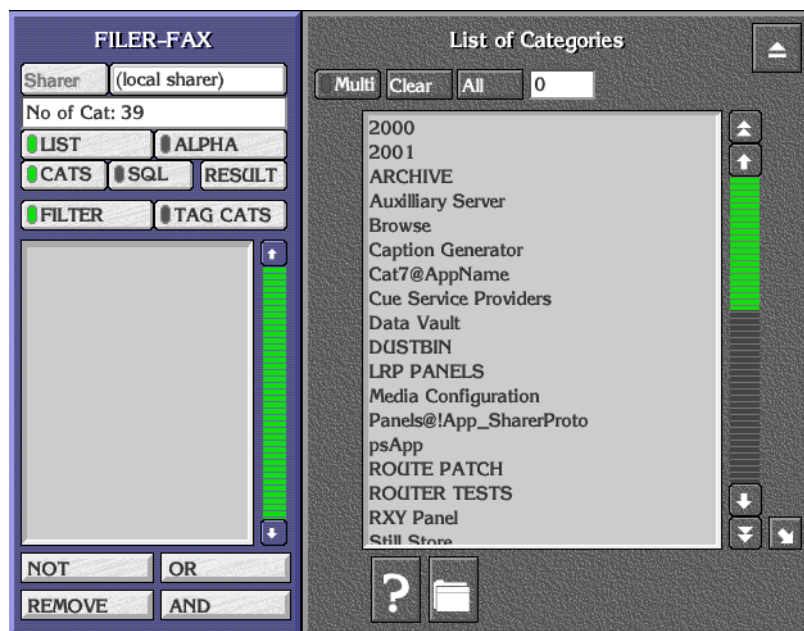 FILER-FAX
Sharer (local sharer)
No of Cat: 39
LIST ALPHA
CATS SQL RESULT
FILTER TAG CATS
NOT OR
REMOVE AND
List of Categories
Multi Clear All 0
2000
2001
ARCHIVE
Auxilliary Server
Browse
Caption Generator
Cat7@AppName
Cue Service Providers
Data Vault
DUSTBIN
LRP PANELS
Media Configuration
Panels@!App_SharerProto
psApp
ROUTE PATCH
ROUTER TESTS
RXY Panel
Still Store
?